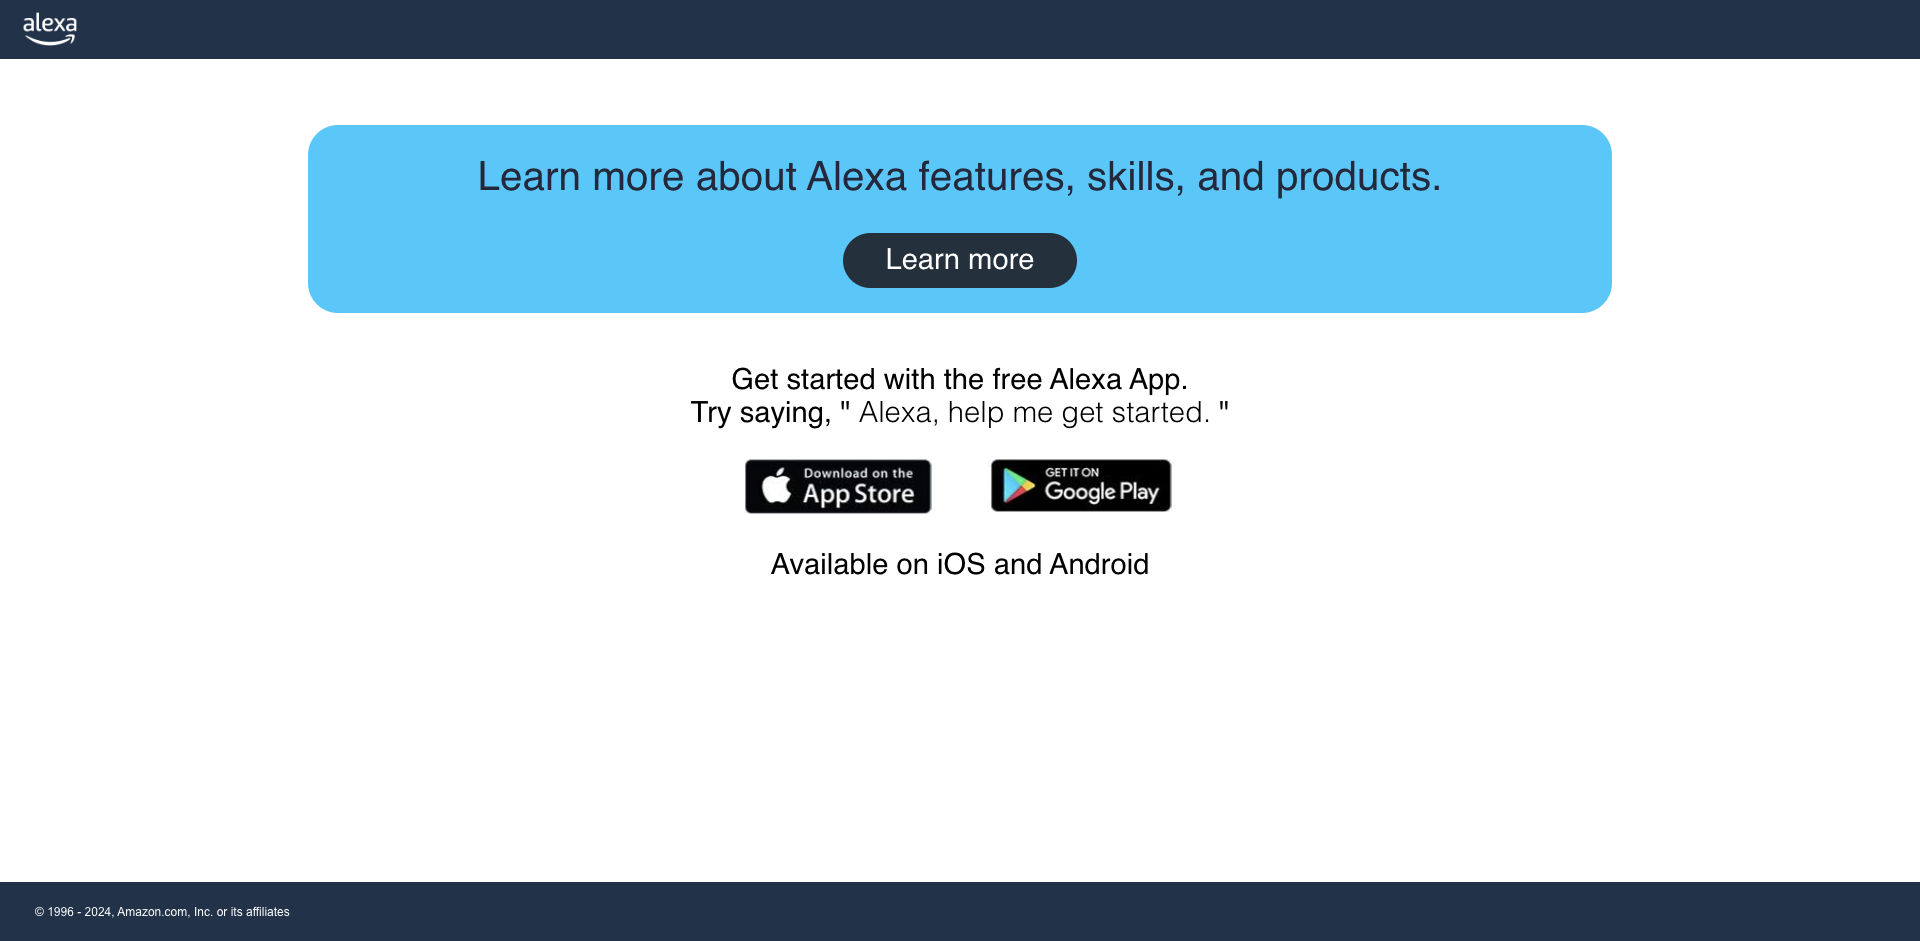 alexa
Learn more about Alexa features, skills, and products.
Learn more
Get started with the free Alexa App.
Try saying, " Alexa, help me get started. "
Download on the
App Store
GET IT ON
Google Play
Available on iOS and Android
© 1996 - 2024, Amazon.com, Inc. or its affiliates